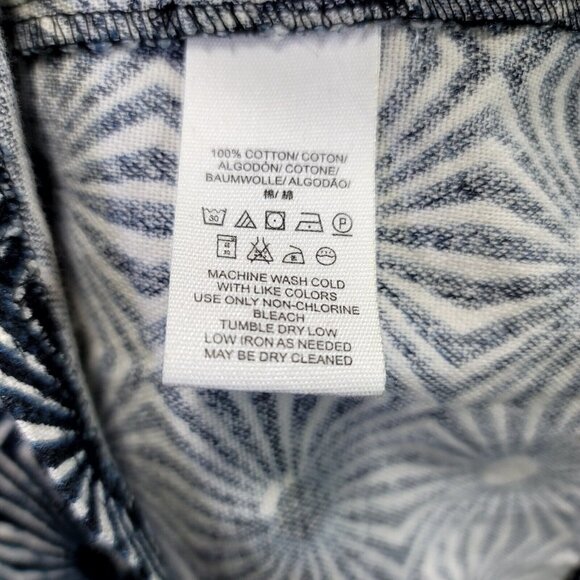 100% COTTON/ COTON/
ALGODÓN/ COTONE/
BAUMWOLLE/ ALGODÃO/
棉/ 綿
30
MACHINE WASH COLD
WITH LIKE COLORS
USE ONLY NON-CHLORINE
BLEACH
TUMBLE DRY LOW
LOW IRON AS NEEDED
MAY BE DRY CLEANED